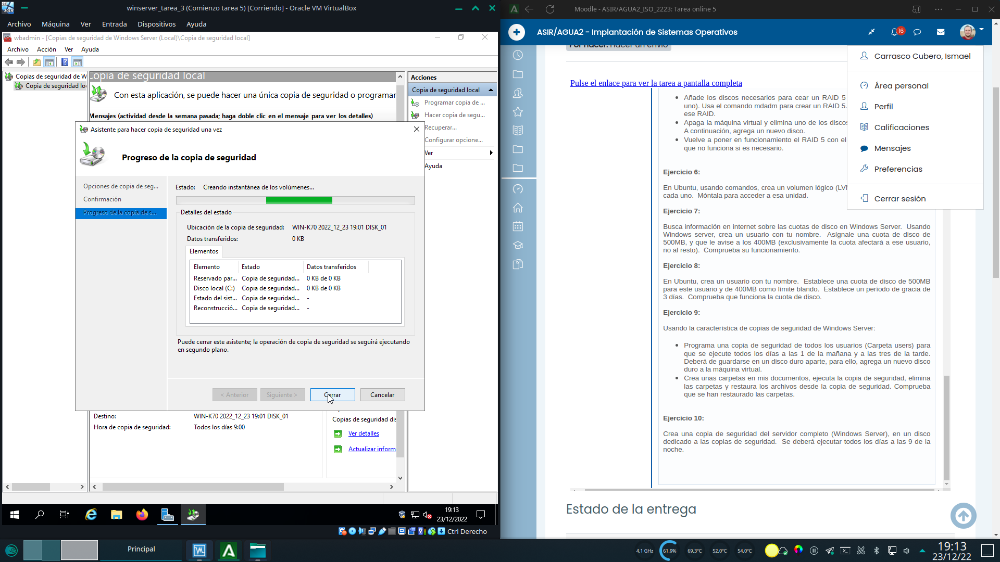 winserver_tarea_3 (Comienzo tarea 5) [Corriendo] - Oracle VM VirtualBox
Archivo Máquina Ver Entrada Dispositivos Ayuda
wbadmin - [Copias de seguridad de Windows Server (Local)\Copia de seguridad local]
Archivo Acción Ver Ayuda
Copias de seguridad de W
Copia de seguridad lo
Copia de seguridad local
Con esta aplicación, se puede hacer una única copia de seguridad o programar
Mensajes (actividad desde la semana pasada; haga doble clic en el mensaje para ver los detalles)
Acciones
Copia de seguridad local
Programar copia de ...
Hacer copia de segu...
Recuperar...
Configurar opcione...
Ver
Ayuda
Asistente para hacer copia de seguridad una vez
Progreso de la copia de seguridad
Opciones de copia de seg...
Confirmación
Progreso de la copia de s...
Estado: Creando instantánea de los volúmenes...
Detalles del estado
Ubicación de la copia de seguridad: WIN-K70 2022_12_23 19:01 DISK_01
Datos transferidos: 0 KB
Elementos
Elemento Estado Datos transferidos
Reservado par... Copia de seguridad... 0 KB de 0 KB
Disco local (C:) Copia de seguridad... 0 KB de 0 KB
Estado del sist... Copia de seguridad... -
Reconstrucció... Copia de seguridad... -
Puede cerrar este asistente; la operación de copia de seguridad se seguirá ejecutando
en segundo plano.
< Anterior Siguiente > Cerrar Cancelar
Destino: WIN-K70 2022_12_23 19:01 DISK_01
Hora de copia de seguridad: Todos los días 9:00
Copias de seguridad di
Ver detalles
Actualizar inform
19:13
23/12/2022
Ctrl Derecho
Moodle - ASIR/AGUA2_ISO_2223: Tarea online 5
ASIR/AGUA2 - Implantación de Sistemas Operativos
16
Por hacer: Hacer un envío
Carrasco Cubero, Ismael
Área personal
Perfil
Calificaciones
Mensajes
Preferencias
Cerrar sesión
Pulse el enlace para ver la tarea a pantalla completa
Añade los discos necesarios para cear un RAID 5
uno). Usa el comando mdadm para crear un RAID 5.
ese RAID.
Apaga la máquina virtual y elimina uno de los discos
A continuación, agrega un nuevo disco.
Vuelve a poner en funcionamiento el RAID 5 con el
que no funciona si es necesario.
Ejercicio 6:
En Ubuntu, usando comandos, crea un volumen lógico (LVM
cada uno. Móntala para acceder a esa unidad.
Ejercicio 7:
Busca información en internet sobre las cuotas de disco en Windows Server. Usando
Windows server, crea un usuario con tu nombre. Asígnale una cuota de disco de
500MB, y que le avise a los 400MB (exclusivamente la cuota afectará a ese usuario,
no al resto). Comprueba su funcionamiento.
Ejercicio 8:
En Ubuntu, crea un usuario con tu nombre. Establece una cuota de disco de 500MB
para este usuario y de 400MB como límite blando. Establece un período de gracia de
3 días. Comprueba que funciona la cuota de disco.
Ejercicio 9:
Usando la característica de copias de seguridad de Windows Server:
Programa una copia de seguridad de todos los usuarios (Carpeta users) para
que se ejecute todos los días a las 1 de la mañana y a las tres de la tarde.
Deberá de guardarse en un disco duro aparte, para ello, agrega un nuevo disco
duro a la máquina virtual.
Crea unas carpetas en mis documentos, ejecuta la copia de seguridad, elimina
las carpetas y restaura los archivos desde la copia de seguridad. Comprueba
que se han restaurado las carpetas.
Ejercicio 10:
Crea una copia de seguridad del servidor completo (Windows Server), en un disco
dedicado a las copias de seguridad. Se deberá ejecutar todos los días a las 9 de la
noche.
Estado de la entrega
Principal
4,1 GHz 61,9% 69,3°C 52,0°C 54,0°C
19:13
23/12/22